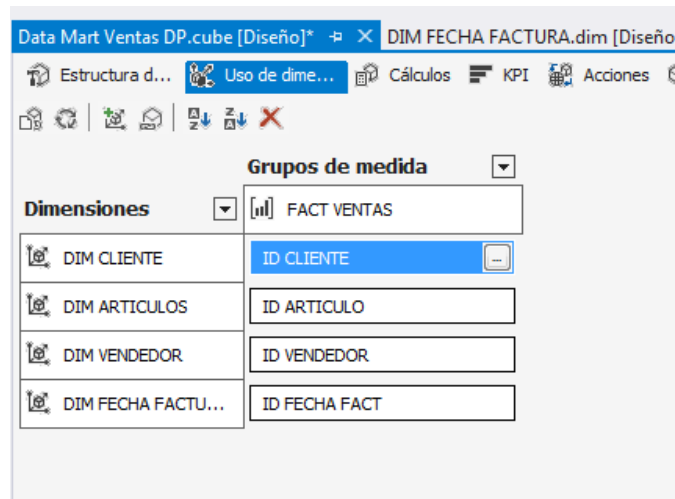 Data Mart Ventas DP.cube [Diseño]* DIM FECHA FACTURA.dim [Diseño
Estructura d... Uso de dime... Cálculos KPI Acciones
Grupos de medida
Dimensiones FACT VENTAS
DIM CLIENTE ID CLIENTE ...
DIM ARTICULOS ID ARTICULO
DIM VENDEDOR ID VENDEDOR
DIM FECHA FACTU... ID FECHA FACT